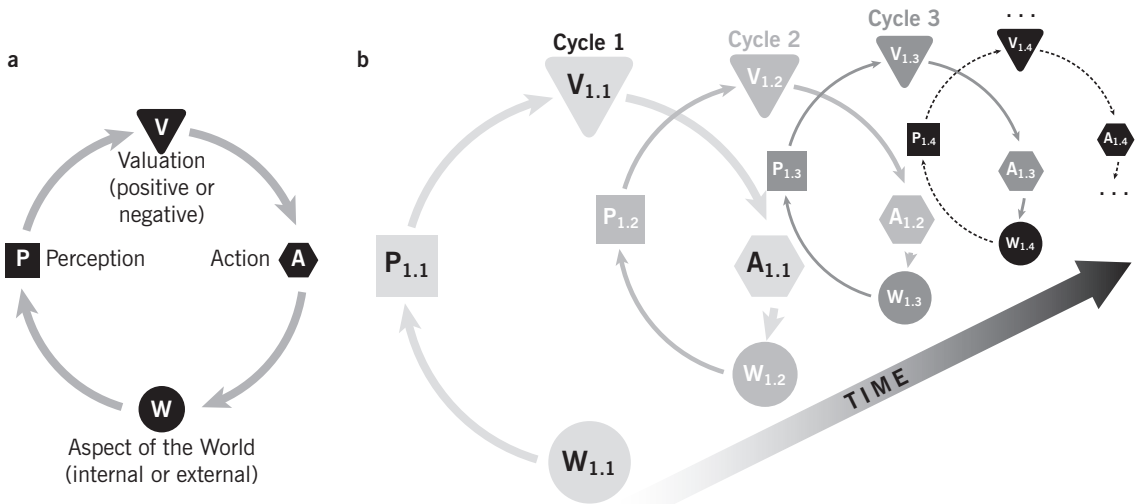 a
V
Valuation
(positive or
negative)
P Perception
Action A
W
Aspect of the World
(internal or external)
b
Cycle 1
V1.1
P1.1
A1.1
W1.1
Cycle 2
V1.2
P1.2
A1.2
W1.2
Cycle 3
V1.3
P1.3
A1.3
W1.3
. . .
V1.4
P1.4
A1.4
. . .
W1.4
TIME